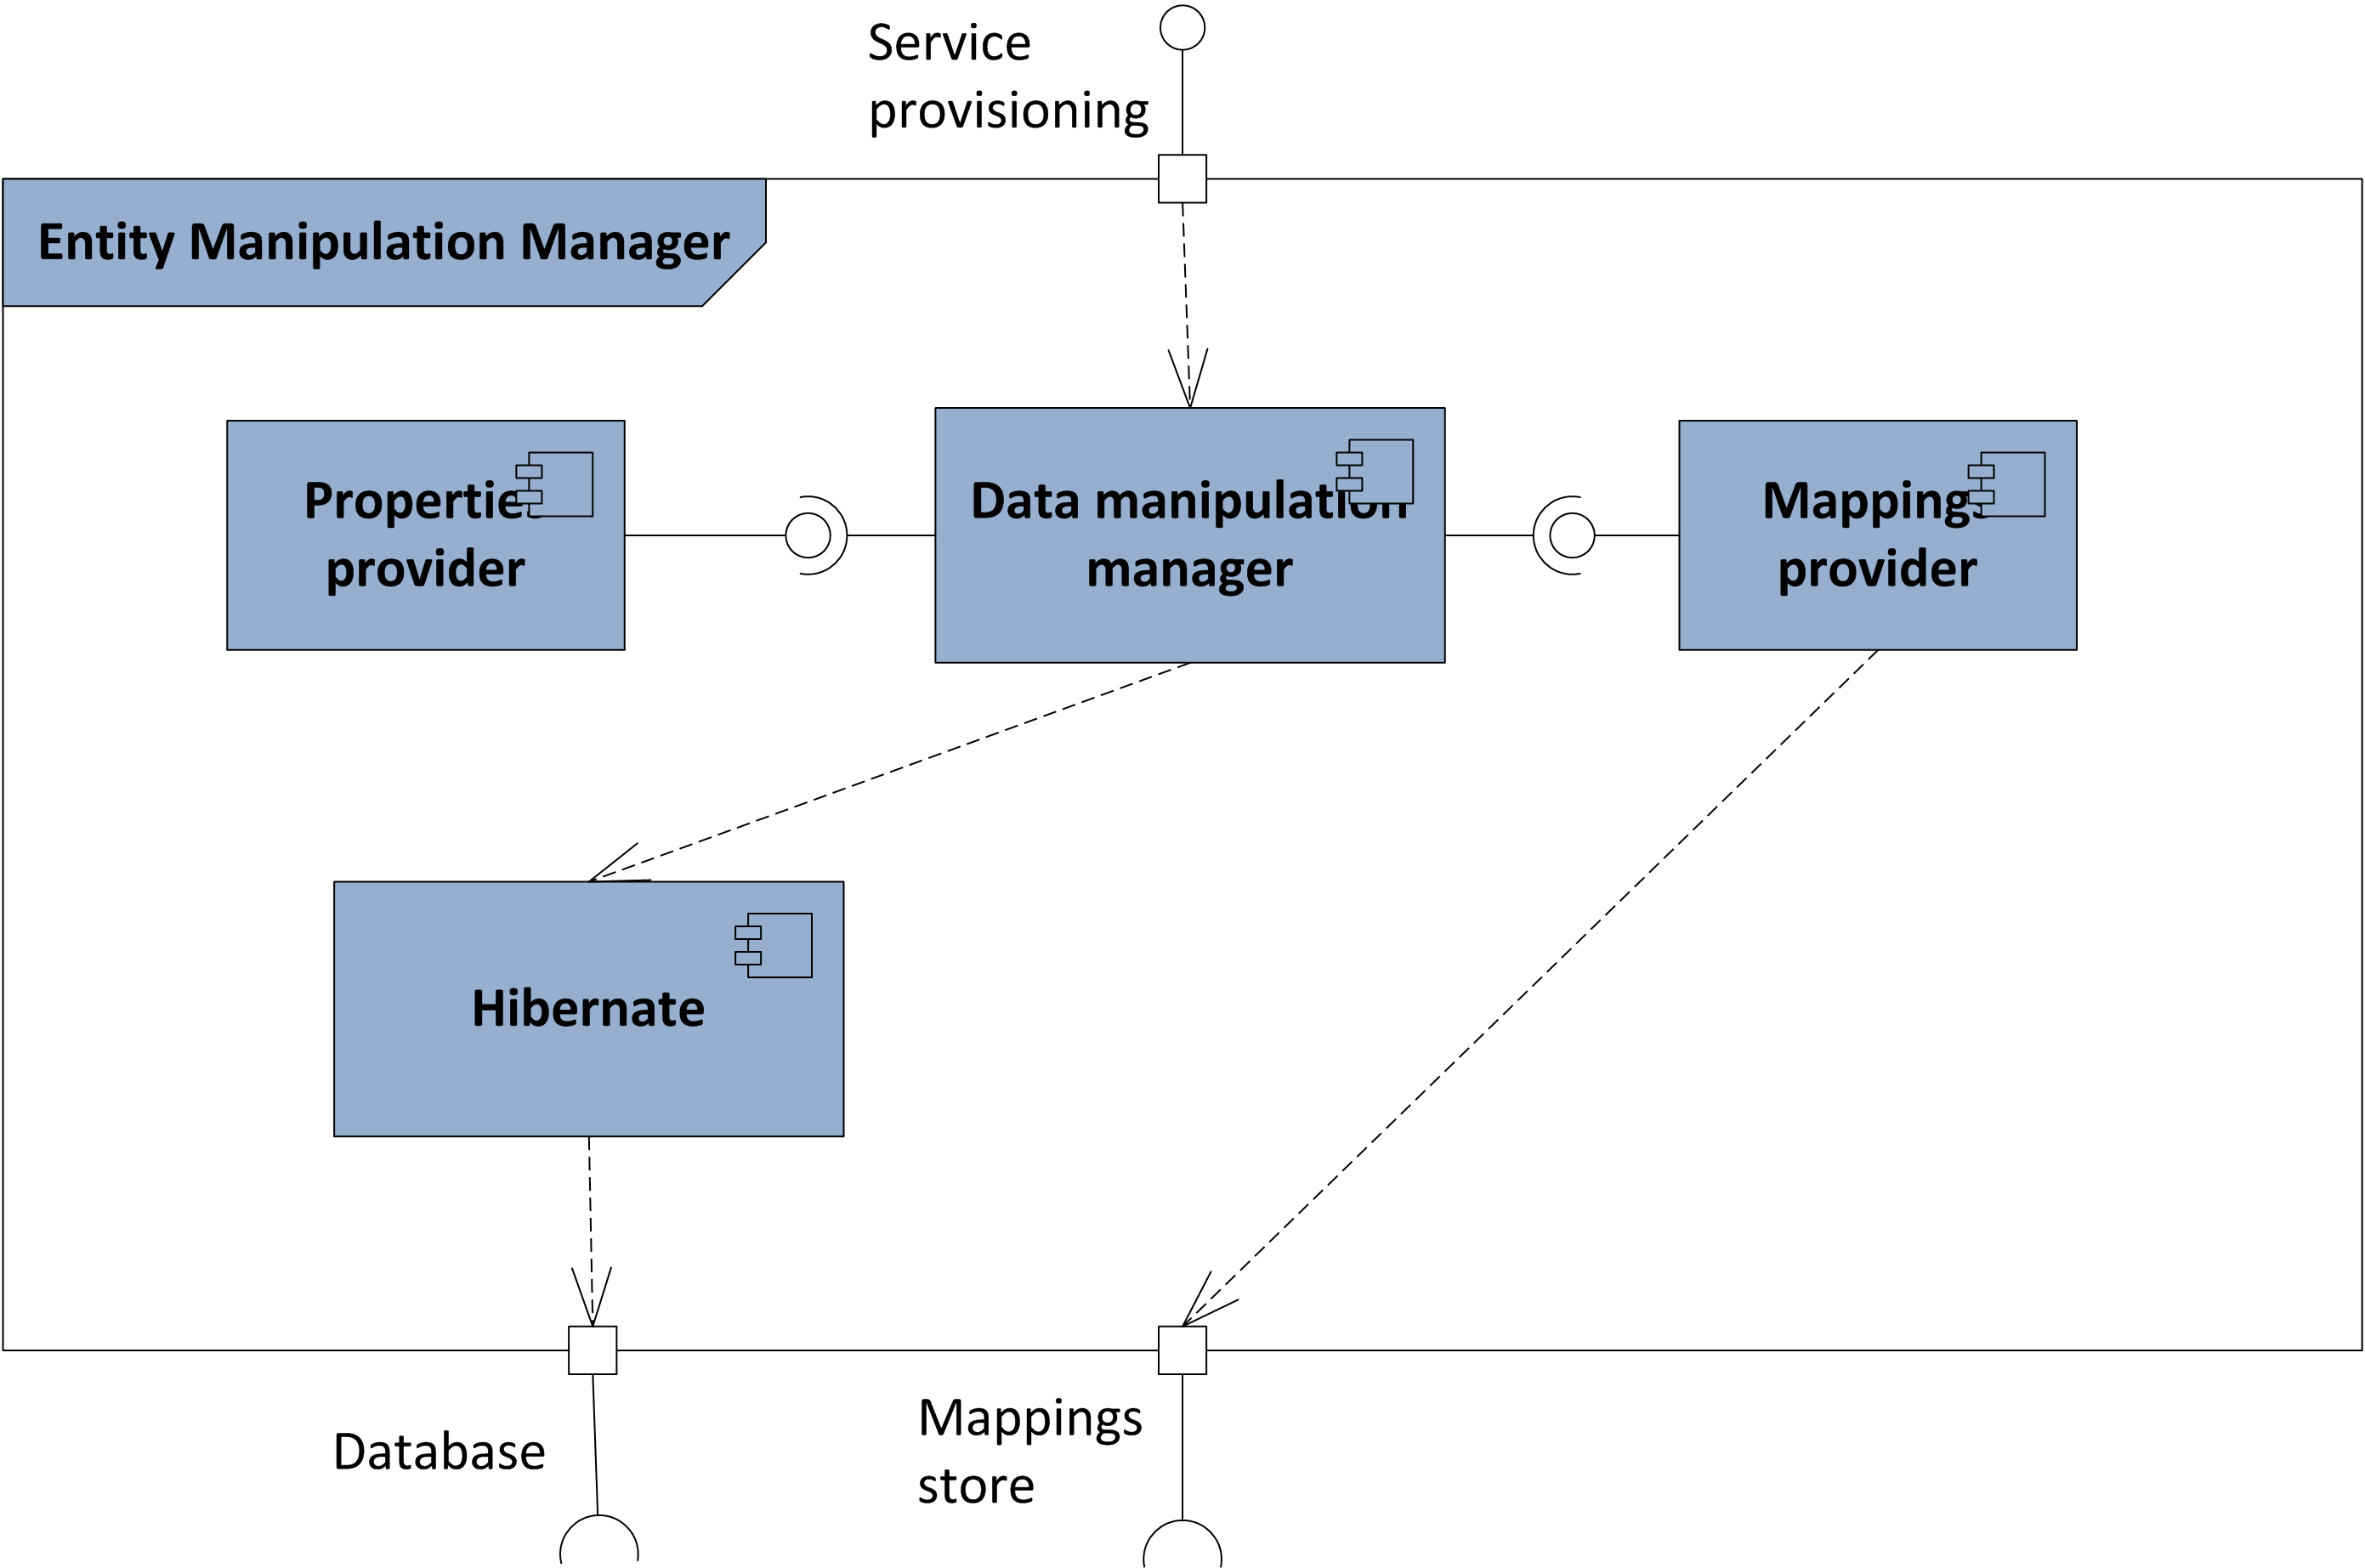 Service
provisioning
Entity Manipulation Manager
Properties
provider
Data manipulation
manager
Mappings
provider
Hibernate
Database
Mappings
store